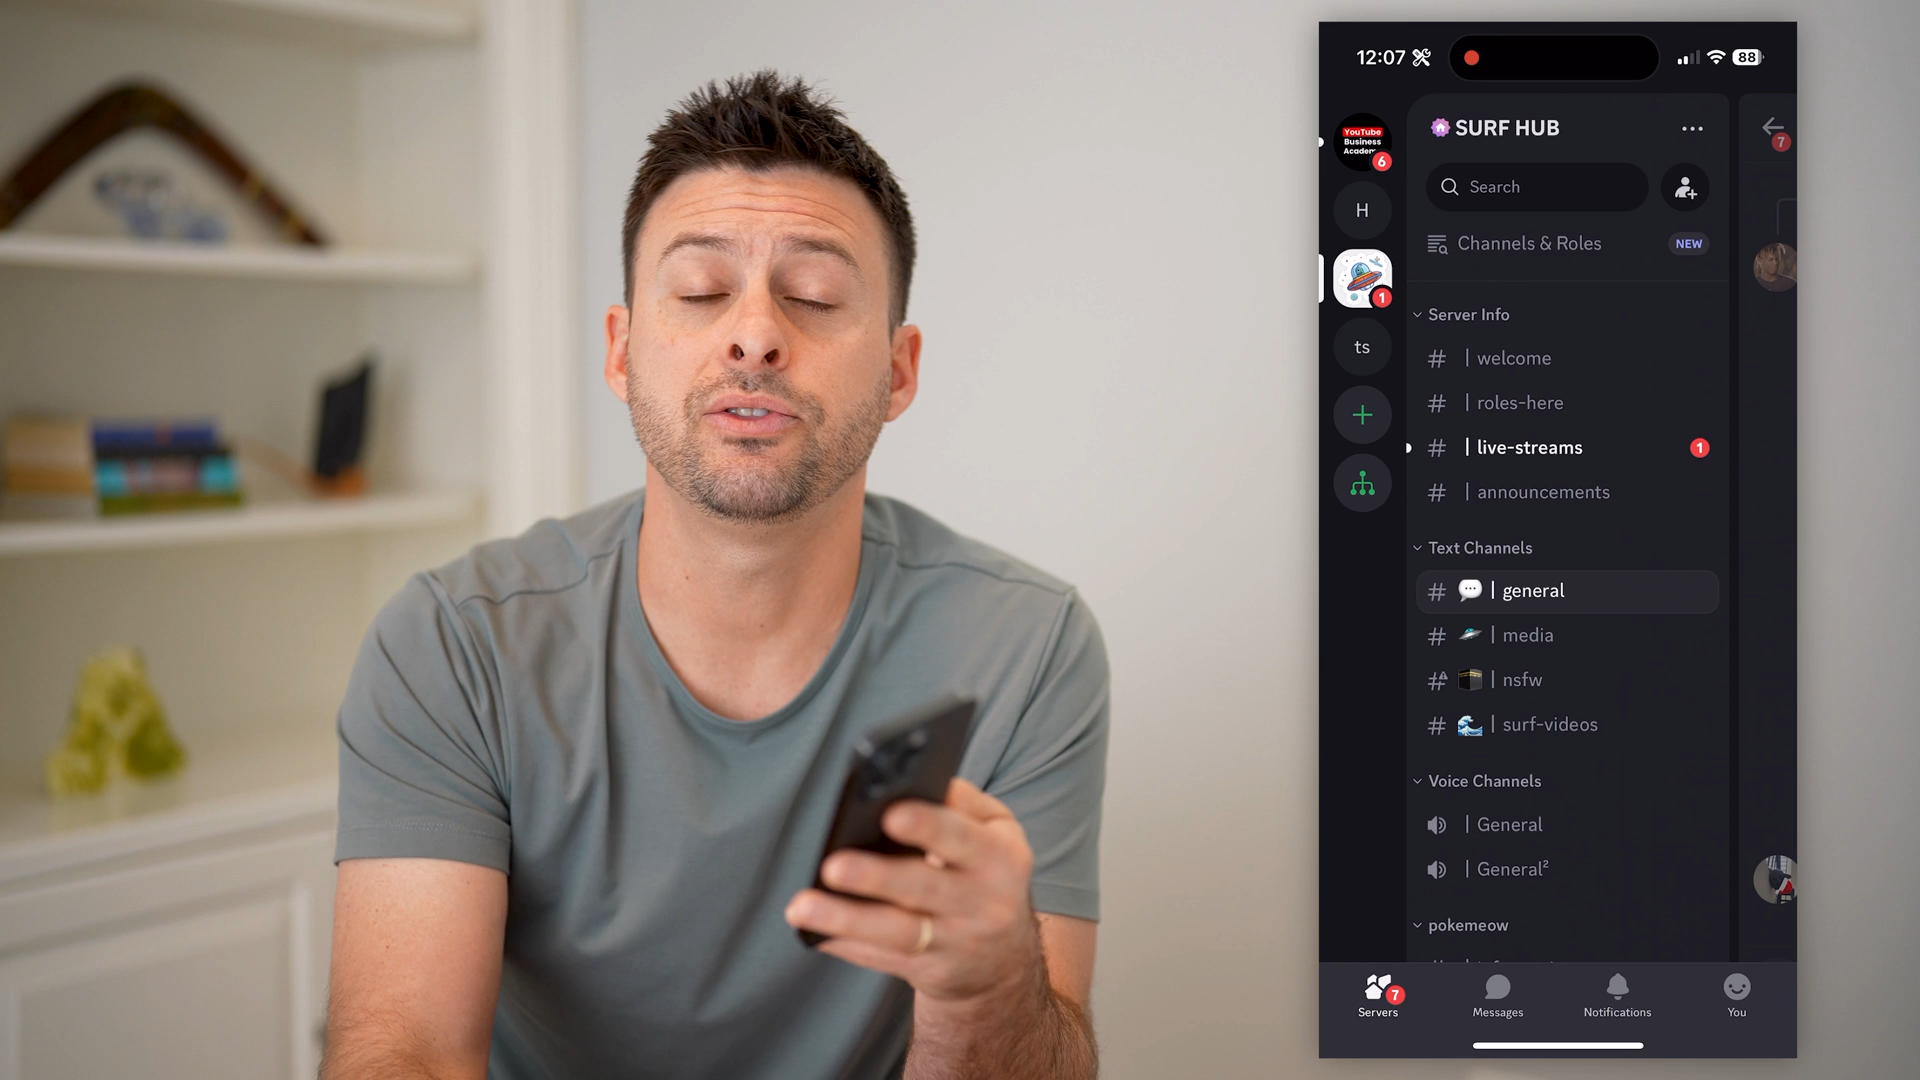 12:07
88
SURF HUB
YouTube
Business
Academy
6
7
Search
H
Channels & Roles
NEW
1
Server Info
ts
# | welcome
# | roles-here
# | live-streams
1
# | announcements
Text Channels
# | general
# | media
# | nsfw
# | surf-videos
Voice Channels
| General
| General²
pokemeow
7
Servers
Messages
Notifications
You